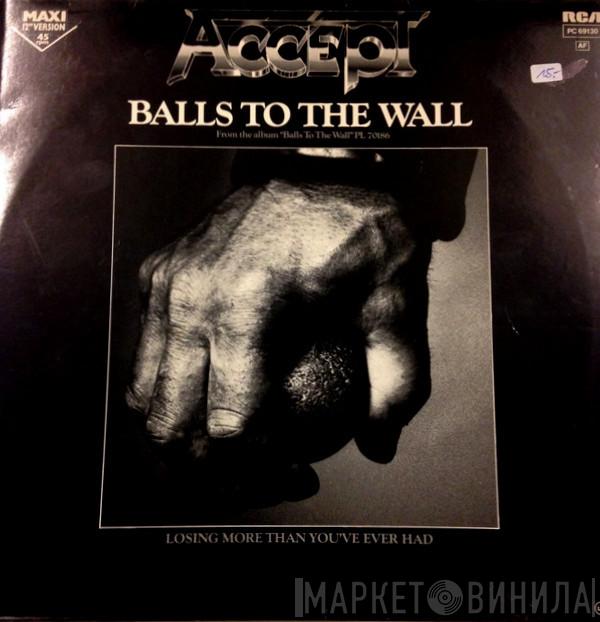 MAXI
12" VERSION
45
rpm
ACCEPT
RCA
PC 69130
AF
15,-
BALLS TO THE WALL
From the album "Balls To The Wall" PL 70186
LOSING MORE THAN YOU'VE EVER HAD
МАРКЕТ ВИНИЛА